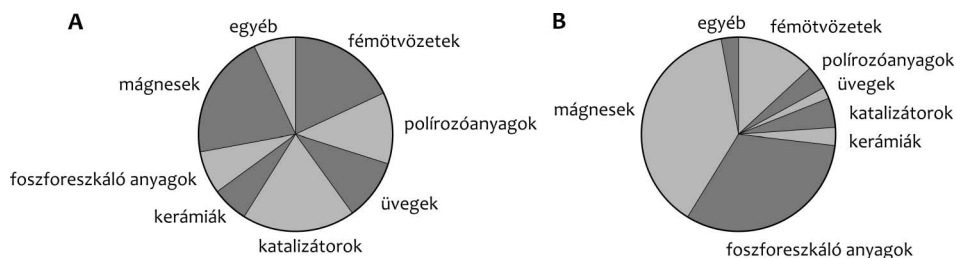 A
egyéb
fémötvözetek
mágnesek
polírozóanyagok
foszforeszkáló anyagok
kerámiák
üvegek
katalizátorok
B
egyéb
fémötvözetek
polírozóanyagok
üvegek
mágnesek
katalizátorok
kerámiák
foszforeszkáló anyagok